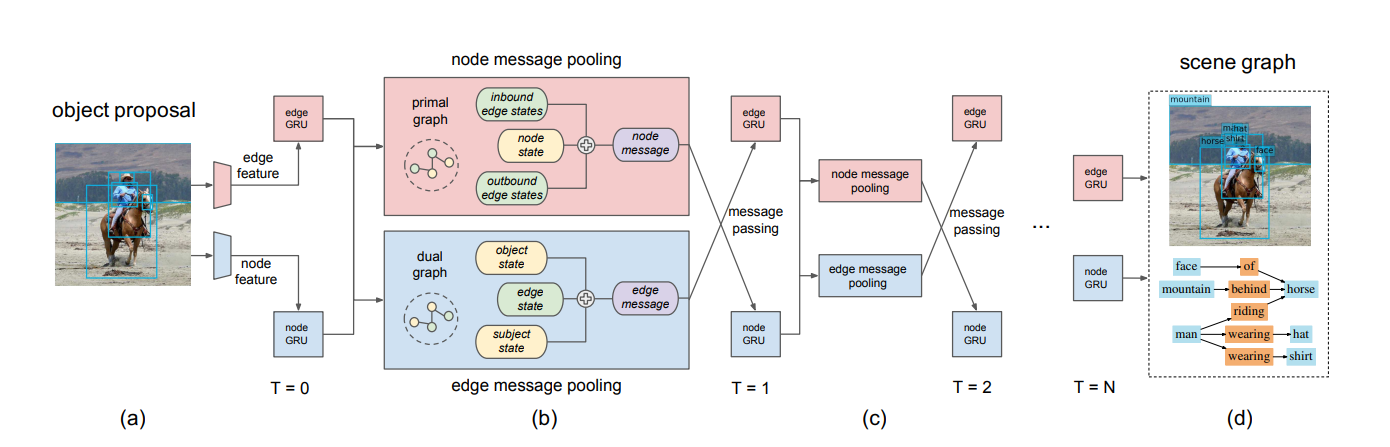 object proposal
edge
feature
node
feature
edge
GRU
node
GRU
T = 0
(a)
node message pooling
primal
graph
inbound
edge states
node
state
outbound
edge states
node
message
dual
graph
object
state
edge
state
subject
state
edge
message
edge message pooling
(b)
edge
GRU
message
passing
node
GRU
T = 1
node message
pooling
edge message
pooling
(c)
edge
GRU
message
passing
node
GRU
T = 2
...
edge
GRU
node
GRU
T = N
scene graph
mountain
hat
shirt
horse
face
face of
mountain behind horse
riding
man wearing hat
wearing shirt
(d)